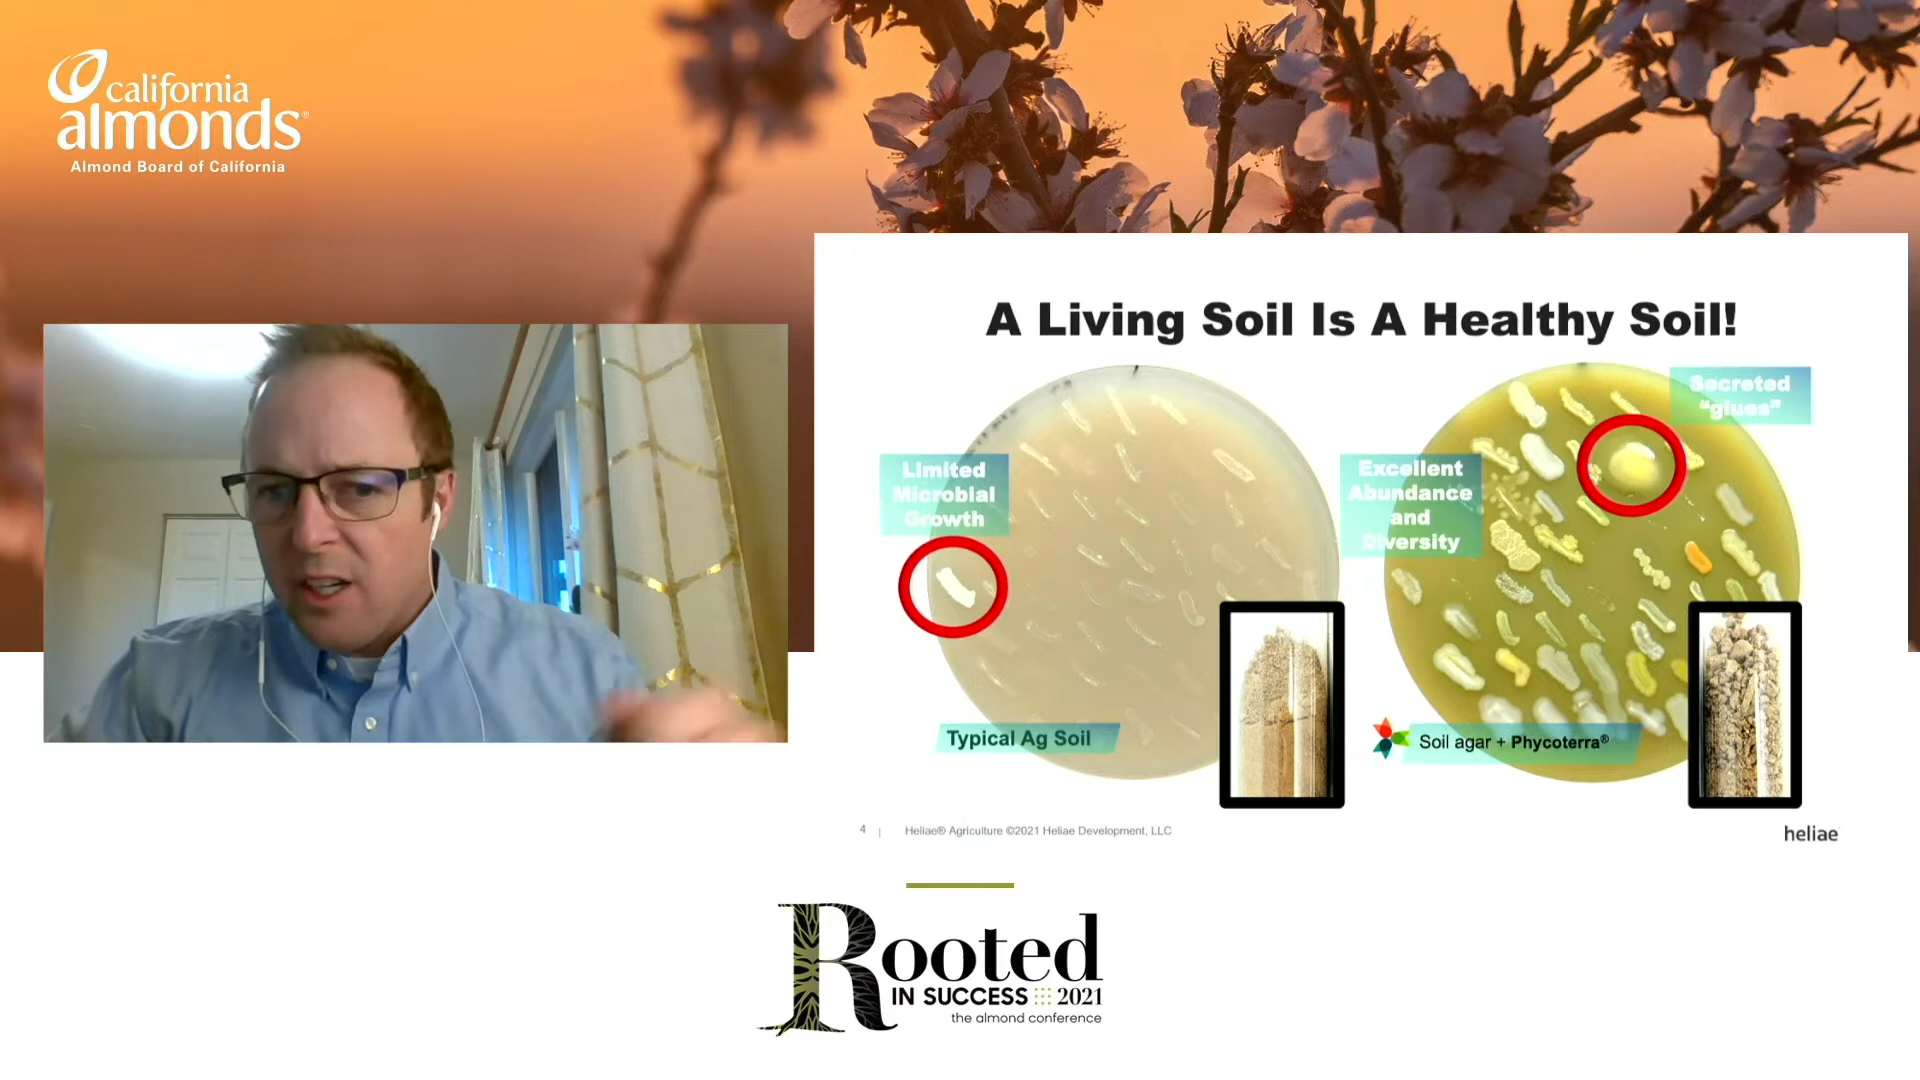 california
almonds®
Almond Board of California
A Living Soil Is A Healthy Soil!
Limited
Microbial
Growth
Typical Ag Soil
Excellent
Abundance
and
Diversity
Secreted
“glues”
Soil agar + Phycoterra®
4 | Heliae® Agriculture ©2021 Heliae Development, LLC
heliae
Rooted
IN SUCCESS 2021
the almond conference